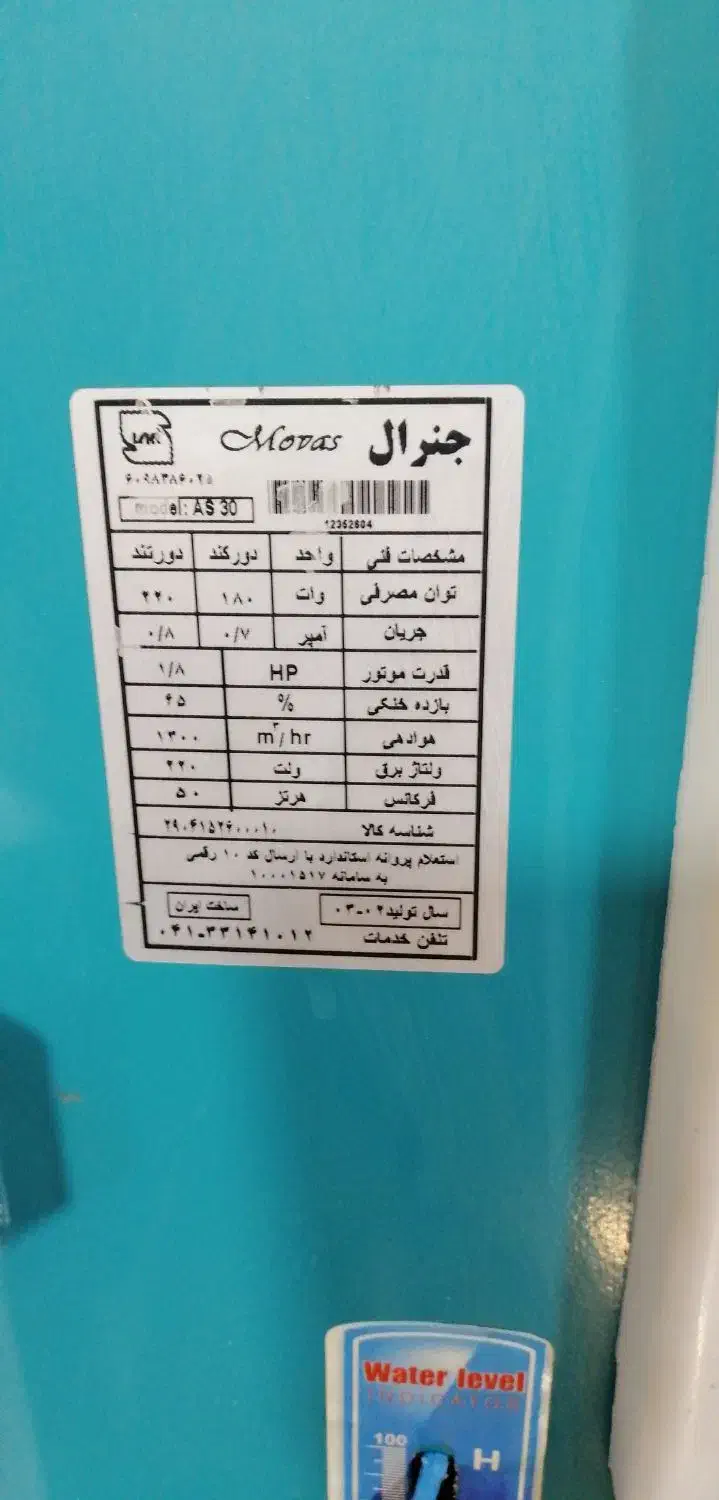 جنرال Movas
۶۰۹۸۳۸۶۰۲۵
model: AS 30
12352604
مشخصات فنی واحد دورکند دورتند
توان مصرفی وات ۱۸۰ ۲۲۰
جریان آمپر ۰/۷ ۰/۸
قدرت موتور HP ۱/۸
بازده خنکی % ۶۵
هوادهی m۳/hr ۱۳۰۰
ولتاژ برق ولت ۲۲۰
فرکانس هرتز ۵۰
شناسه کالا ۲۹۰۶۱۵۲۶۰۰۰۱۰
استعلام پروانه استاندارد با ارسال کد ۱۰ رقمی
به سامانه ۱۰۰۰۱۵۱۷
سال تولید ۰۲-۰۳ ساخت ایران
تلفن خدمات ۰۴۱-۳۳۱۴۱۰۱۲
Water level
INDICATOR
100
H